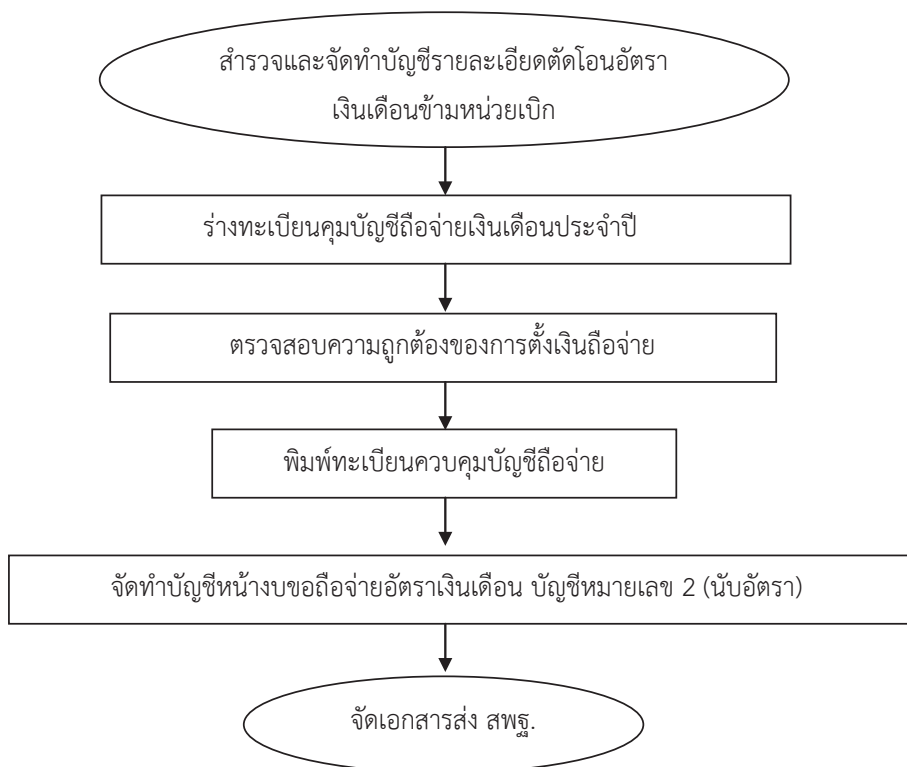 สำรวจและจัดทำบัญชีรายละเอียดตัดโอนอัตรา
เงินเดือนข้ามหน่วยเบิก
ร่างทะเบียนคุมบัญชีถือจ่ายเงินเดือนประจำปี
ตรวจสอบความถูกต้องของการตั้งเงินถือจ่าย
พิมพ์ทะเบียนควบคุมบัญชีถือจ่าย
จัดทำบัญชีหน้างบขอถือจ่ายอัตราเงินเดือน บัญชีหมายเลข 2 (นับอัตรา)
จัดเอกสารส่ง สพฐ.